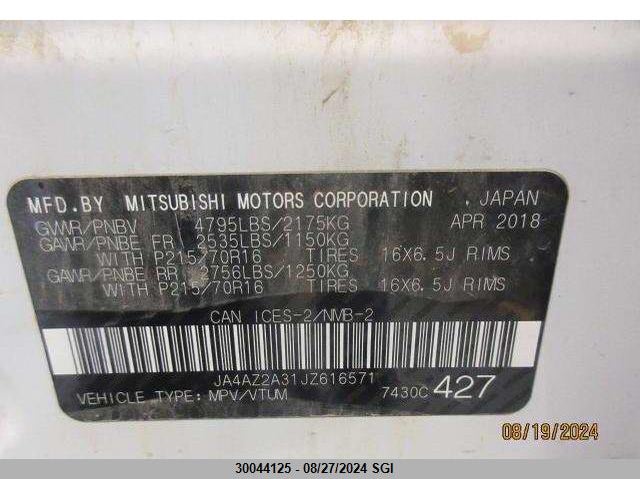 MFD.BY MITSUBISHI MOTORS CORPORATION . JAPAN
GVWR/PNBV 4795LBS/2175KG APR 2018
GAWR/PNBE FR 2535LBS/1150KG
WITH P215/70R16 TIRES 16X6.5J RIMS
GAWR/PNBE RR 2756LBS/1250KG
WITH P215/70R16 TIRES 16X6.5J RIMS
CAN ICES-2/NMB-2
JA4AZ2A31JZ616571
VEHICLE TYPE: MPV/VTUM 7430C 427
08/19/2024
30044125 - 08/27/2024 SGI